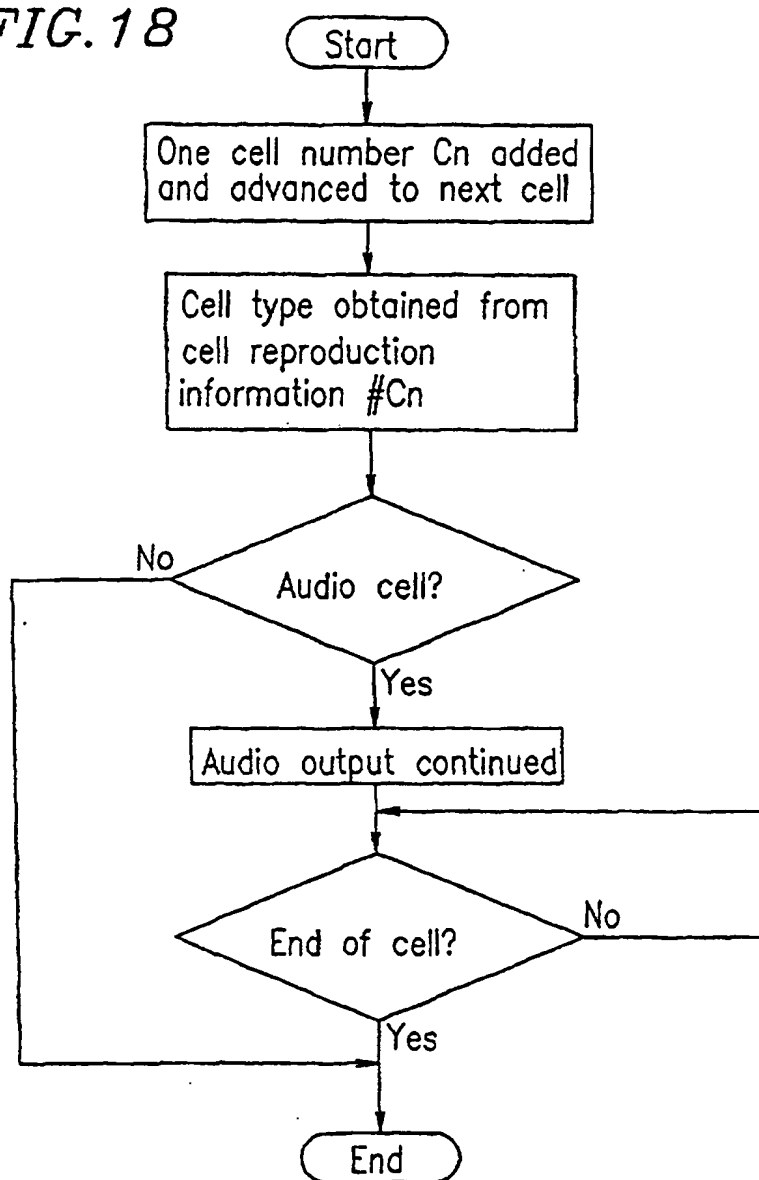 FIG.18
Start
One cell number Cn added
and advanced to next cell
Cell type obtained from
cell reproduction
information #Cn
No
Audio cell?
Yes
Audio output continued
No
End of cell?
Yes
End